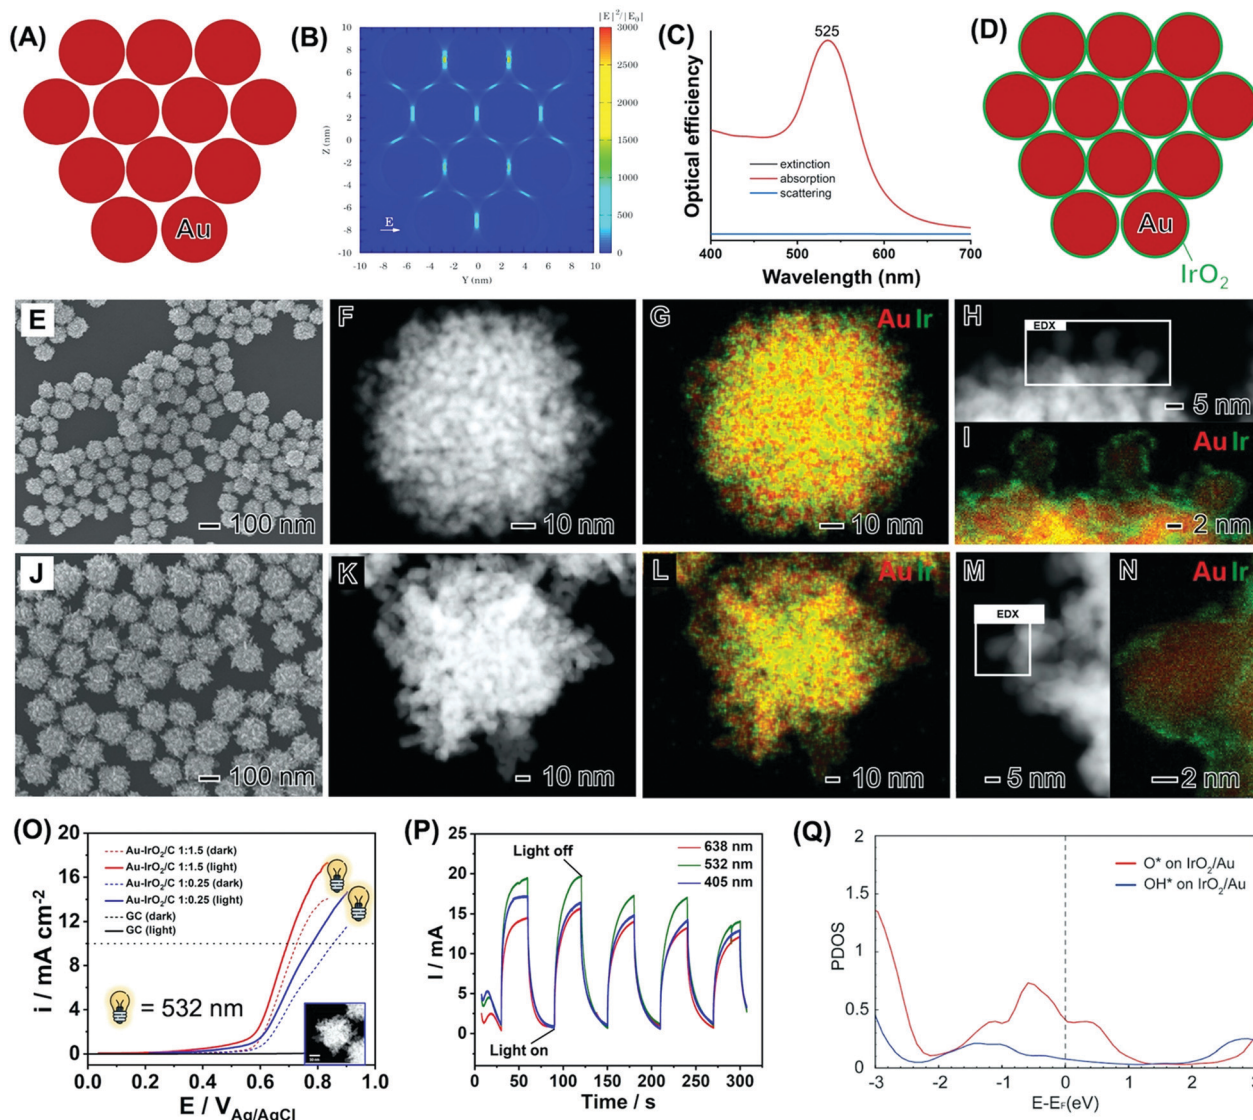 (A)
Au
(B)
|E|²/|E₀|
3000
2500
2000
1500
1000
500
0
10
8
6
4
2
0
-2
-4
-6
-8
-10
Z (nm)
E
-10 -8 -6 -4 -2 0 2 4 6 8 10
Y (nm)
(C)
525
Optical efficiency
extinction
absorption
scattering
400 500 600 700
Wavelength (nm)
(D)
Au
IrO₂
E
100 nm
F
10 nm
G
Au Ir
10 nm
H
EDX
5 nm
I
Au Ir
2 nm
J
100 nm
K
10 nm
L
Au Ir
10 nm
M
EDX
5 nm
N
Au Ir
2 nm
(O)
i / mA cm⁻²
20
16
12
8
4
0
Au-IrO₂/C 1:1.5 (dark)
Au-IrO₂/C 1:1.5 (light)
Au-IrO₂/C 1:0.25 (dark)
Au-IrO₂/C 1:0.25 (light)
GC (dark)
GC (light)
= 532 nm
0.0 0.2 0.4 0.6 0.8 1.0
E / V Ag/AgCl
(P)
I / mA
25
20
15
10
5
0
Light off
638 nm
532 nm
405 nm
Light on
0 50 100 150 200 250 300
Time / s
(Q)
PDOS
2
1.5
1
0.5
0
O* on IrO₂/Au
OH* on IrO₂/Au
-3 -2 -1 0 1 2 3
E-E_F(eV)